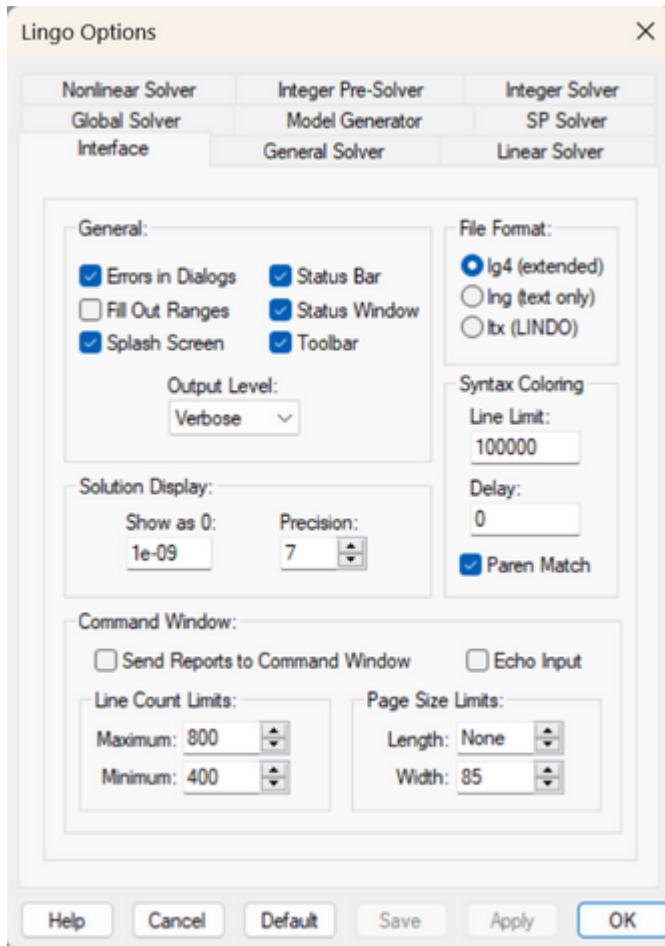 Lingo Options
Nonlinear Solver Integer Pre-Solver Integer Solver
Global Solver Model Generator SP Solver
Interface General Solver Linear Solver
General:
Errors in Dialogs Status Bar
Fill Out Ranges Status Window
Splash Screen Toolbar
Output Level:
Verbose
File Format:
lg4 (extended)
lng (text only)
ltx (LINDO)
Syntax Coloring
Line Limit:
100000
Delay:
0
Paren Match
Solution Display:
Show as 0: Precision:
1e-09 7
Command Window:
Send Reports to Command Window Echo Input
Line Count Limits:
Maximum: 800
Minimum: 400
Page Size Limits:
Length: None
Width: 85
Help Cancel Default Save Apply OK